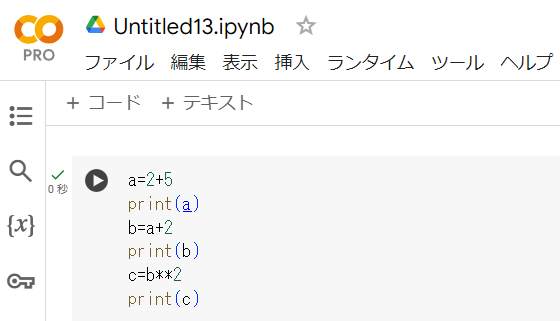 CO Untitled13.ipynb
PRO
ファイル 編集 表示 挿入 ランタイム ツール ヘルプ
+ コード + テキスト
0 秒
a=2+5
print(a)
b=a+2
print(b)
c=b**2
print(c)
{x}